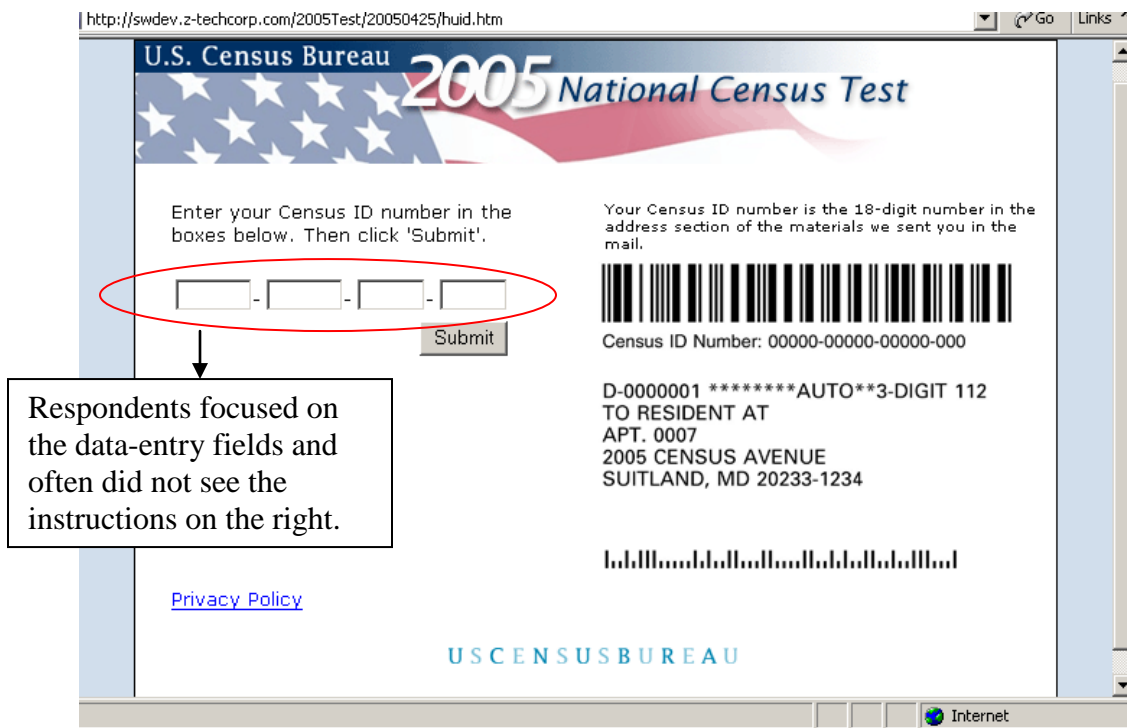 http://swdev.z-techcorp.com/2005Test/20050425/huid.htm
Go
Links
U.S. Census Bureau
2005 National Census Test
Enter your Census ID number in the
boxes below. Then click 'Submit'.
- - -
Submit
Your Census ID number is the 18-digit number in the
address section of the materials we sent you in the
mail.
Census ID Number: 00000-00000-00000-000
D-0000001 ********AUTO**3-DIGIT 112
TO RESIDENT AT
APT. 0007
2005 CENSUS AVENUE
SUITLAND, MD 20233-1234
Respondents focused on
the data-entry fields and
often did not see the
instructions on the right.
Privacy Policy
USCENSUSBUREAU
Internet